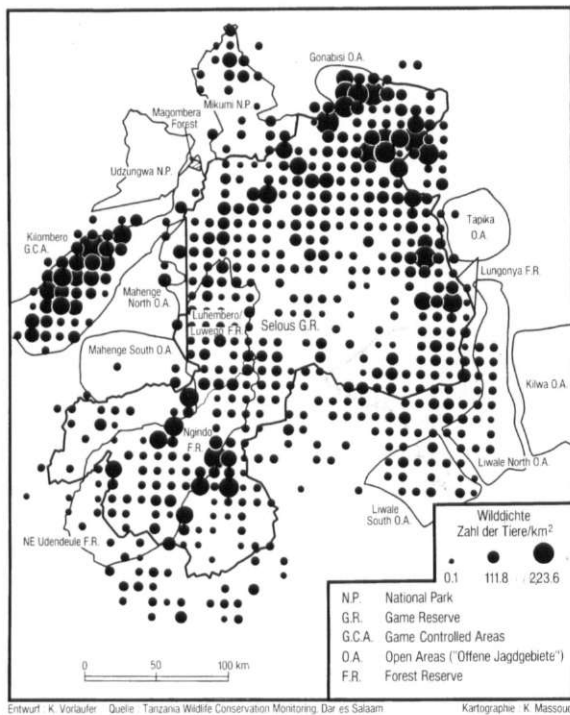 Gonabisi O.A.
Mikumi N.P.
Magombera
Forest
Udzungwa N.P.
Kilombero
G.C.A.
Tapika
O.A.
Lungonya F.R.
Mahenge
North O.A.
Luhembero/
Luwego F.R.
Selous G.R.
Mahenge South O.A.
Kilwa O.A.
Ngindo
F.R.
Liwale North O.A.
Liwale
South O.A.
NE Udendeule F.R.
Wilddichte
Zahl der Tiere/km²
0.1 111.8 223.6
N.P. National Park
G.R. Game Reserve
G.C.A. Game Controlled Areas
O.A. Open Areas ("Offene Jagdgebiete")
F.R. Forest Reserve
0 50 100 km
Entwurf : K. Vorlaufer Quelle : Tanzania Wildlife Conservation Monitoring, Dar es Salaam Kartographie : K. Massoud